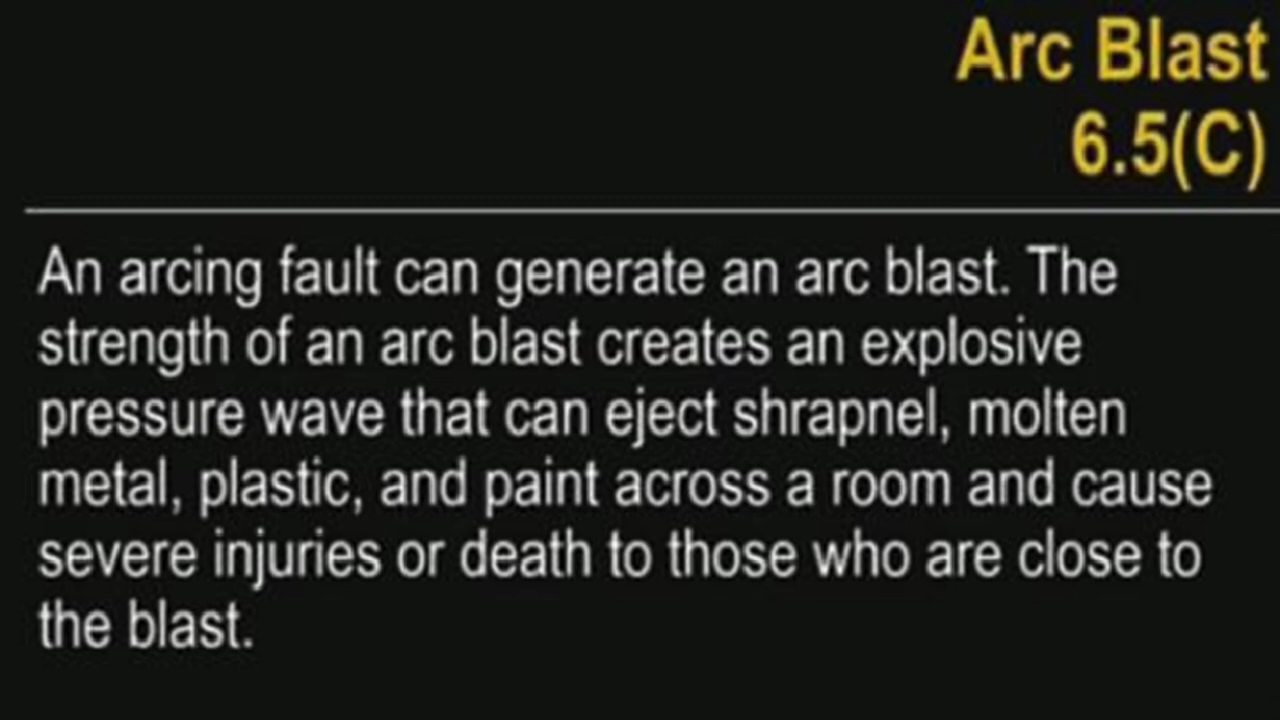 Arc Blast
6.5(C)
An arcing fault can generate an arc blast. The
strength of an arc blast creates an explosive
pressure wave that can eject shrapnel, molten
metal, plastic, and paint across a room and cause
severe injuries or death to those who are close to
the blast.